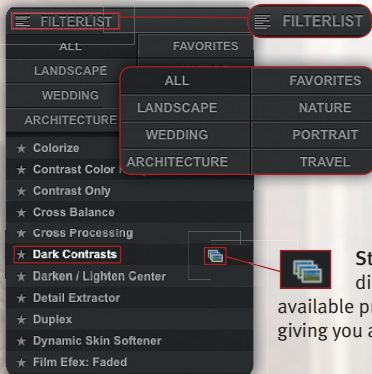 FILTERLIST
FILTERLIST
ALL FAVORITES
LANDSCAPE
WEDDING
ARCHITECTURE
ALL FAVORITES
LANDSCAPE NATURE
WEDDING PORTRAIT
ARCHITECTURE TRAVEL
★ Colorize
★ Contrast Color
★ Contrast Only
★ Cross Balance
★ Cross Processing
★ Dark Contrasts
★ Darken / Lighten Center
★ Detail Extractor
★ Duplex
★ Dynamic Skin Softener
★ Film Efex: Faded
available
giving you